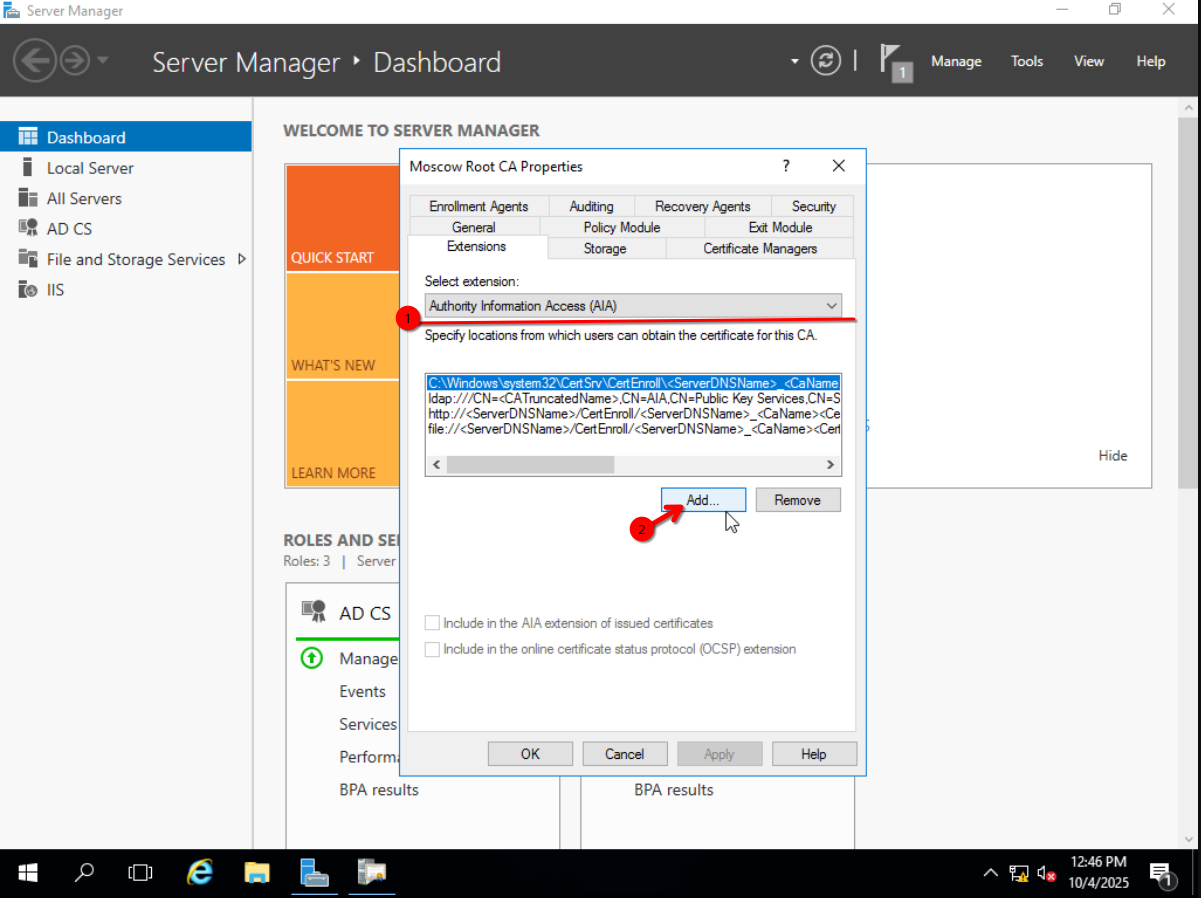 Server Manager
Server Manager ‣ Dashboard
1
Manage
Tools
View
Help
Dashboard
Local Server
All Servers
AD CS
File and Storage Services
IIS
WELCOME TO SERVER MANAGER
QUICK START
WHAT'S NEW
LEARN MORE
Hide
ROLES AND SE
Roles: 3 | Server
AD CS
Manage
Events
Services
Performa
BPA results
BPA results
Moscow Root CA Properties
?
Enrollment Agents
Auditing
Recovery Agents
Security
General
Policy Module
Exit Module
Extensions
Storage
Certificate Managers
Select extension:
Authority Information Access (AIA)
1
Specify locations from which users can obtain the certificate for this CA.
C:\Windows\system32\CertSrv\CertEnroll\<ServerDNSName>_<CaName
ldap:///CN=<CATruncatedName>,CN=AIA,CN=Public Key Services,CN=S
http://<ServerDNSName>/CertEnroll/<ServerDNSName>_<CaName><Ce
file://<ServerDNSName>/CertEnroll/<ServerDNSName>_<CaName><Cert
Add...
Remove
2
Include in the AIA extension of issued certificates
Include in the online certificate status protocol (OCSP) extension
OK
Cancel
Apply
Help
12:46 PM
10/4/2025
1